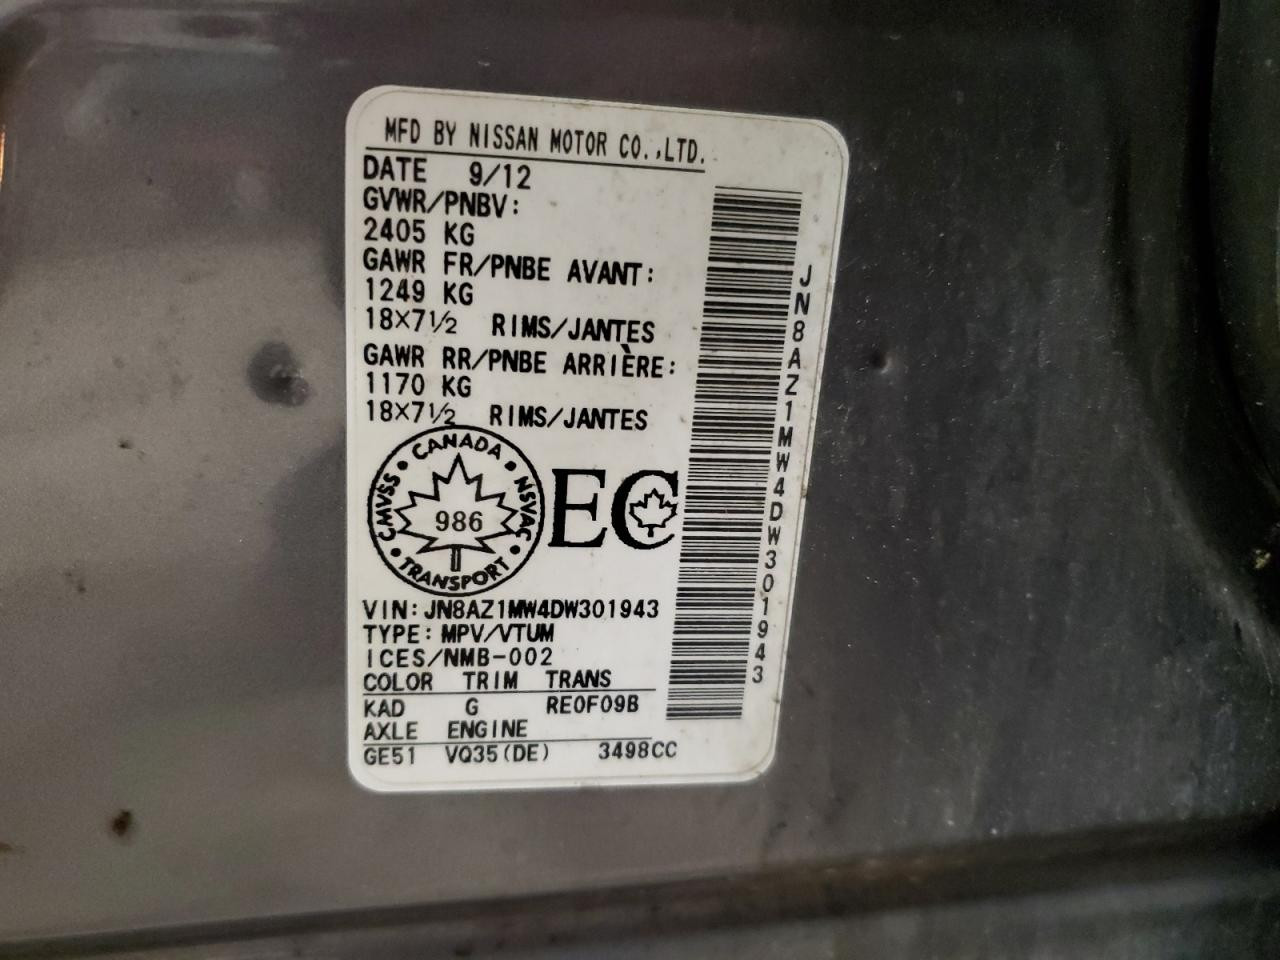 MFD BY NISSAN MOTOR CO.,LTD.
DATE 9/12
GVWR/PNBV:
2405 KG
GAWR FR/PNBE AVANT:
1249 KG
18×7½ RIMS/JANTES
GAWR RR/PNBE ARRIÈRE:
1170 KG
18×7½ RIMS/JANTES
CANADA
CMVSS • NSVAC
986
TRANSPORT
EC
VIN:JN8AZ1MW4DW301943
TYPE:MPV/VTUM
ICES/NMB-002
COLOR TRIM TRANS
KAD G RE0F09B
AXLE ENGINE
GE51 VQ35(DE) 3498CC
JN8AZ1MW4DW301943